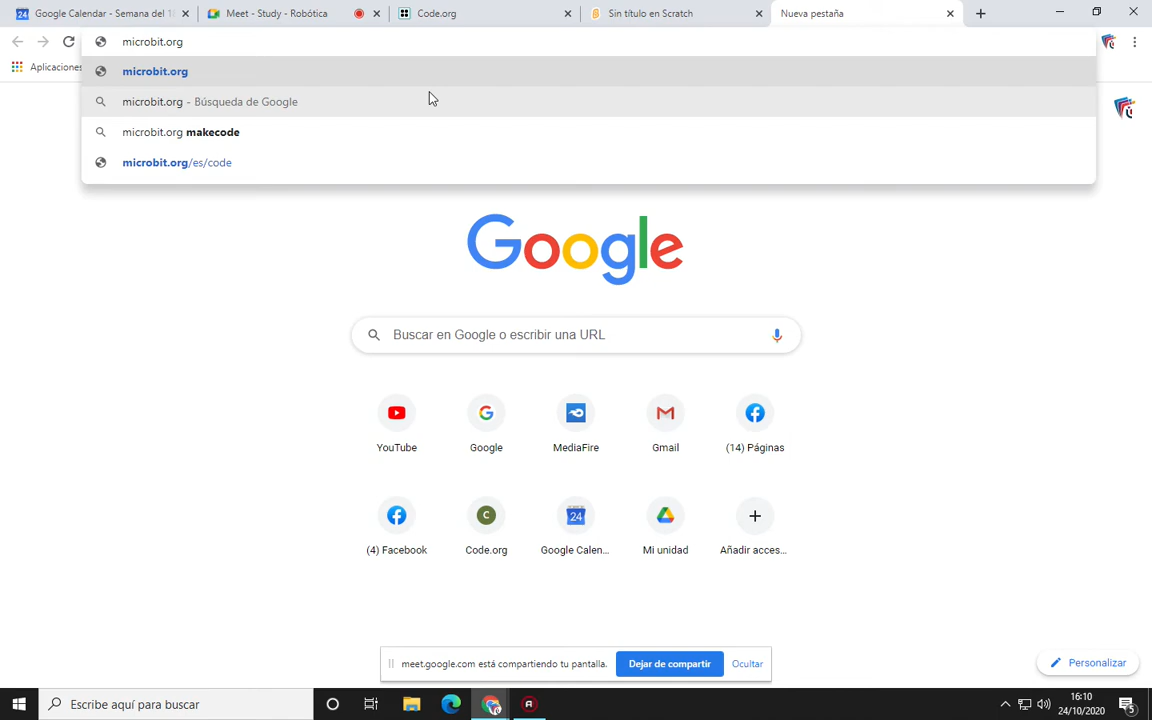 Google Calendar - Semana del 18
Meet - Study - Robótica
Code.org
Sin título en Scratch
Nueva pestaña
microbit.org
Aplicaciones
microbit.org
microbit.org - Búsqueda de Google
microbit.org makecode
microbit.org/es/code
Google
Buscar en Google o escribir una URL
YouTube
Google
MediaFire
Gmail
(14) Páginas
C
24
(4) Facebook
Code.org
Google Calen...
Mi unidad
Añadir acces...
meet.google.com está compartiendo tu pantalla.
Dejar de compartir
Ocultar
Personalizar
Escribe aquí para buscar
16:10
24/10/2020
5